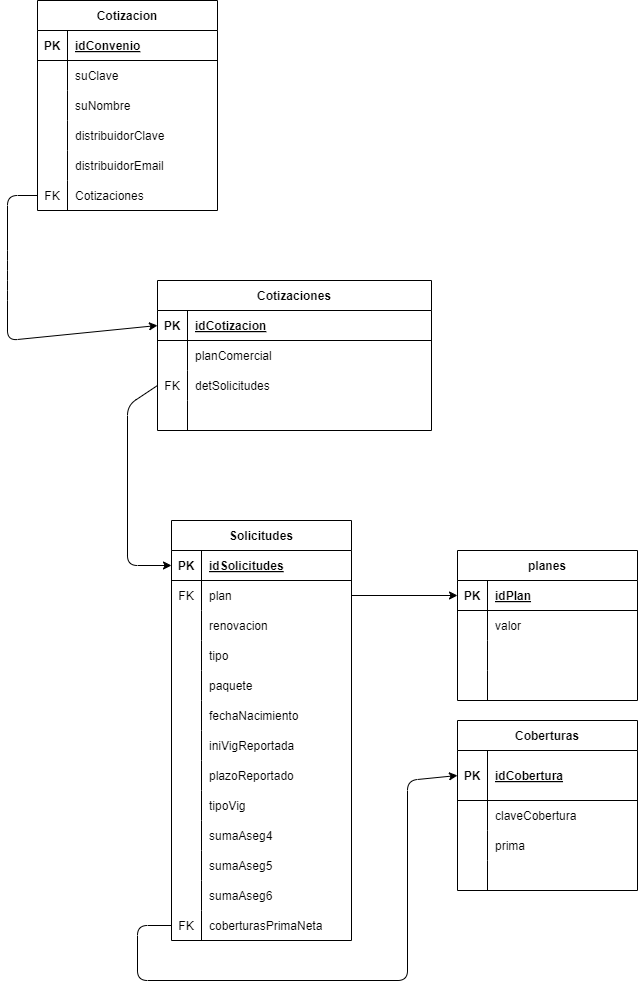 Cotizacion
PK idConvenio
suClave
suNombre
distribuidorClave
distribuidorEmail
FK Cotizaciones
Cotizaciones
PK idCotizacion
planComercial
FK detSolicitudes
Solicitudes
PK idSolicitudes
FK plan
renovacion
tipo
paquete
fechaNacimiento
iniVigReportada
plazoReportado
tipoVig
sumaAseg4
sumaAseg5
sumaAseg6
FK coberturasPrimaNeta
planes
PK idPlan
valor
Coberturas
PK idCobertura
claveCobertura
prima